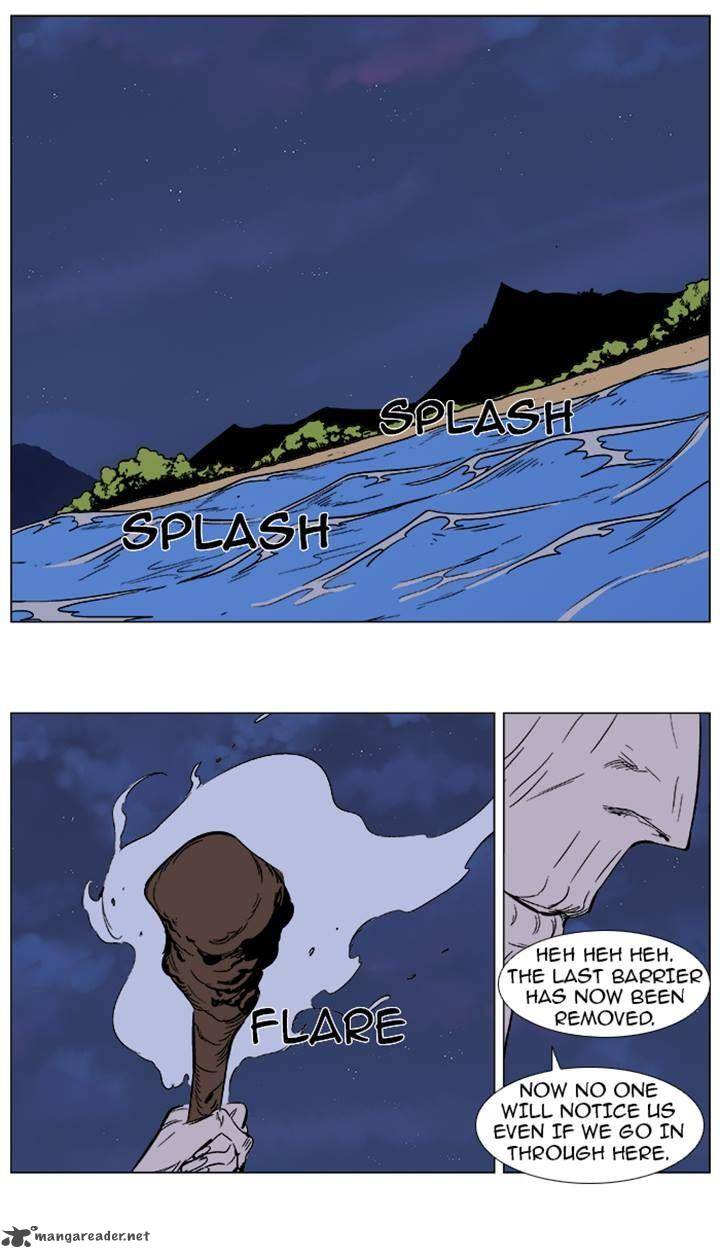 SPLASH
SPLASH
FLARE
HEH HEH HEH.
THE LAST BARRIER
HAS NOW BEEN
REMOVED.
NOW NO ONE
WILL NOTICE US
EVEN IF WE GO IN
THROUGH HERE.
mangareader.net